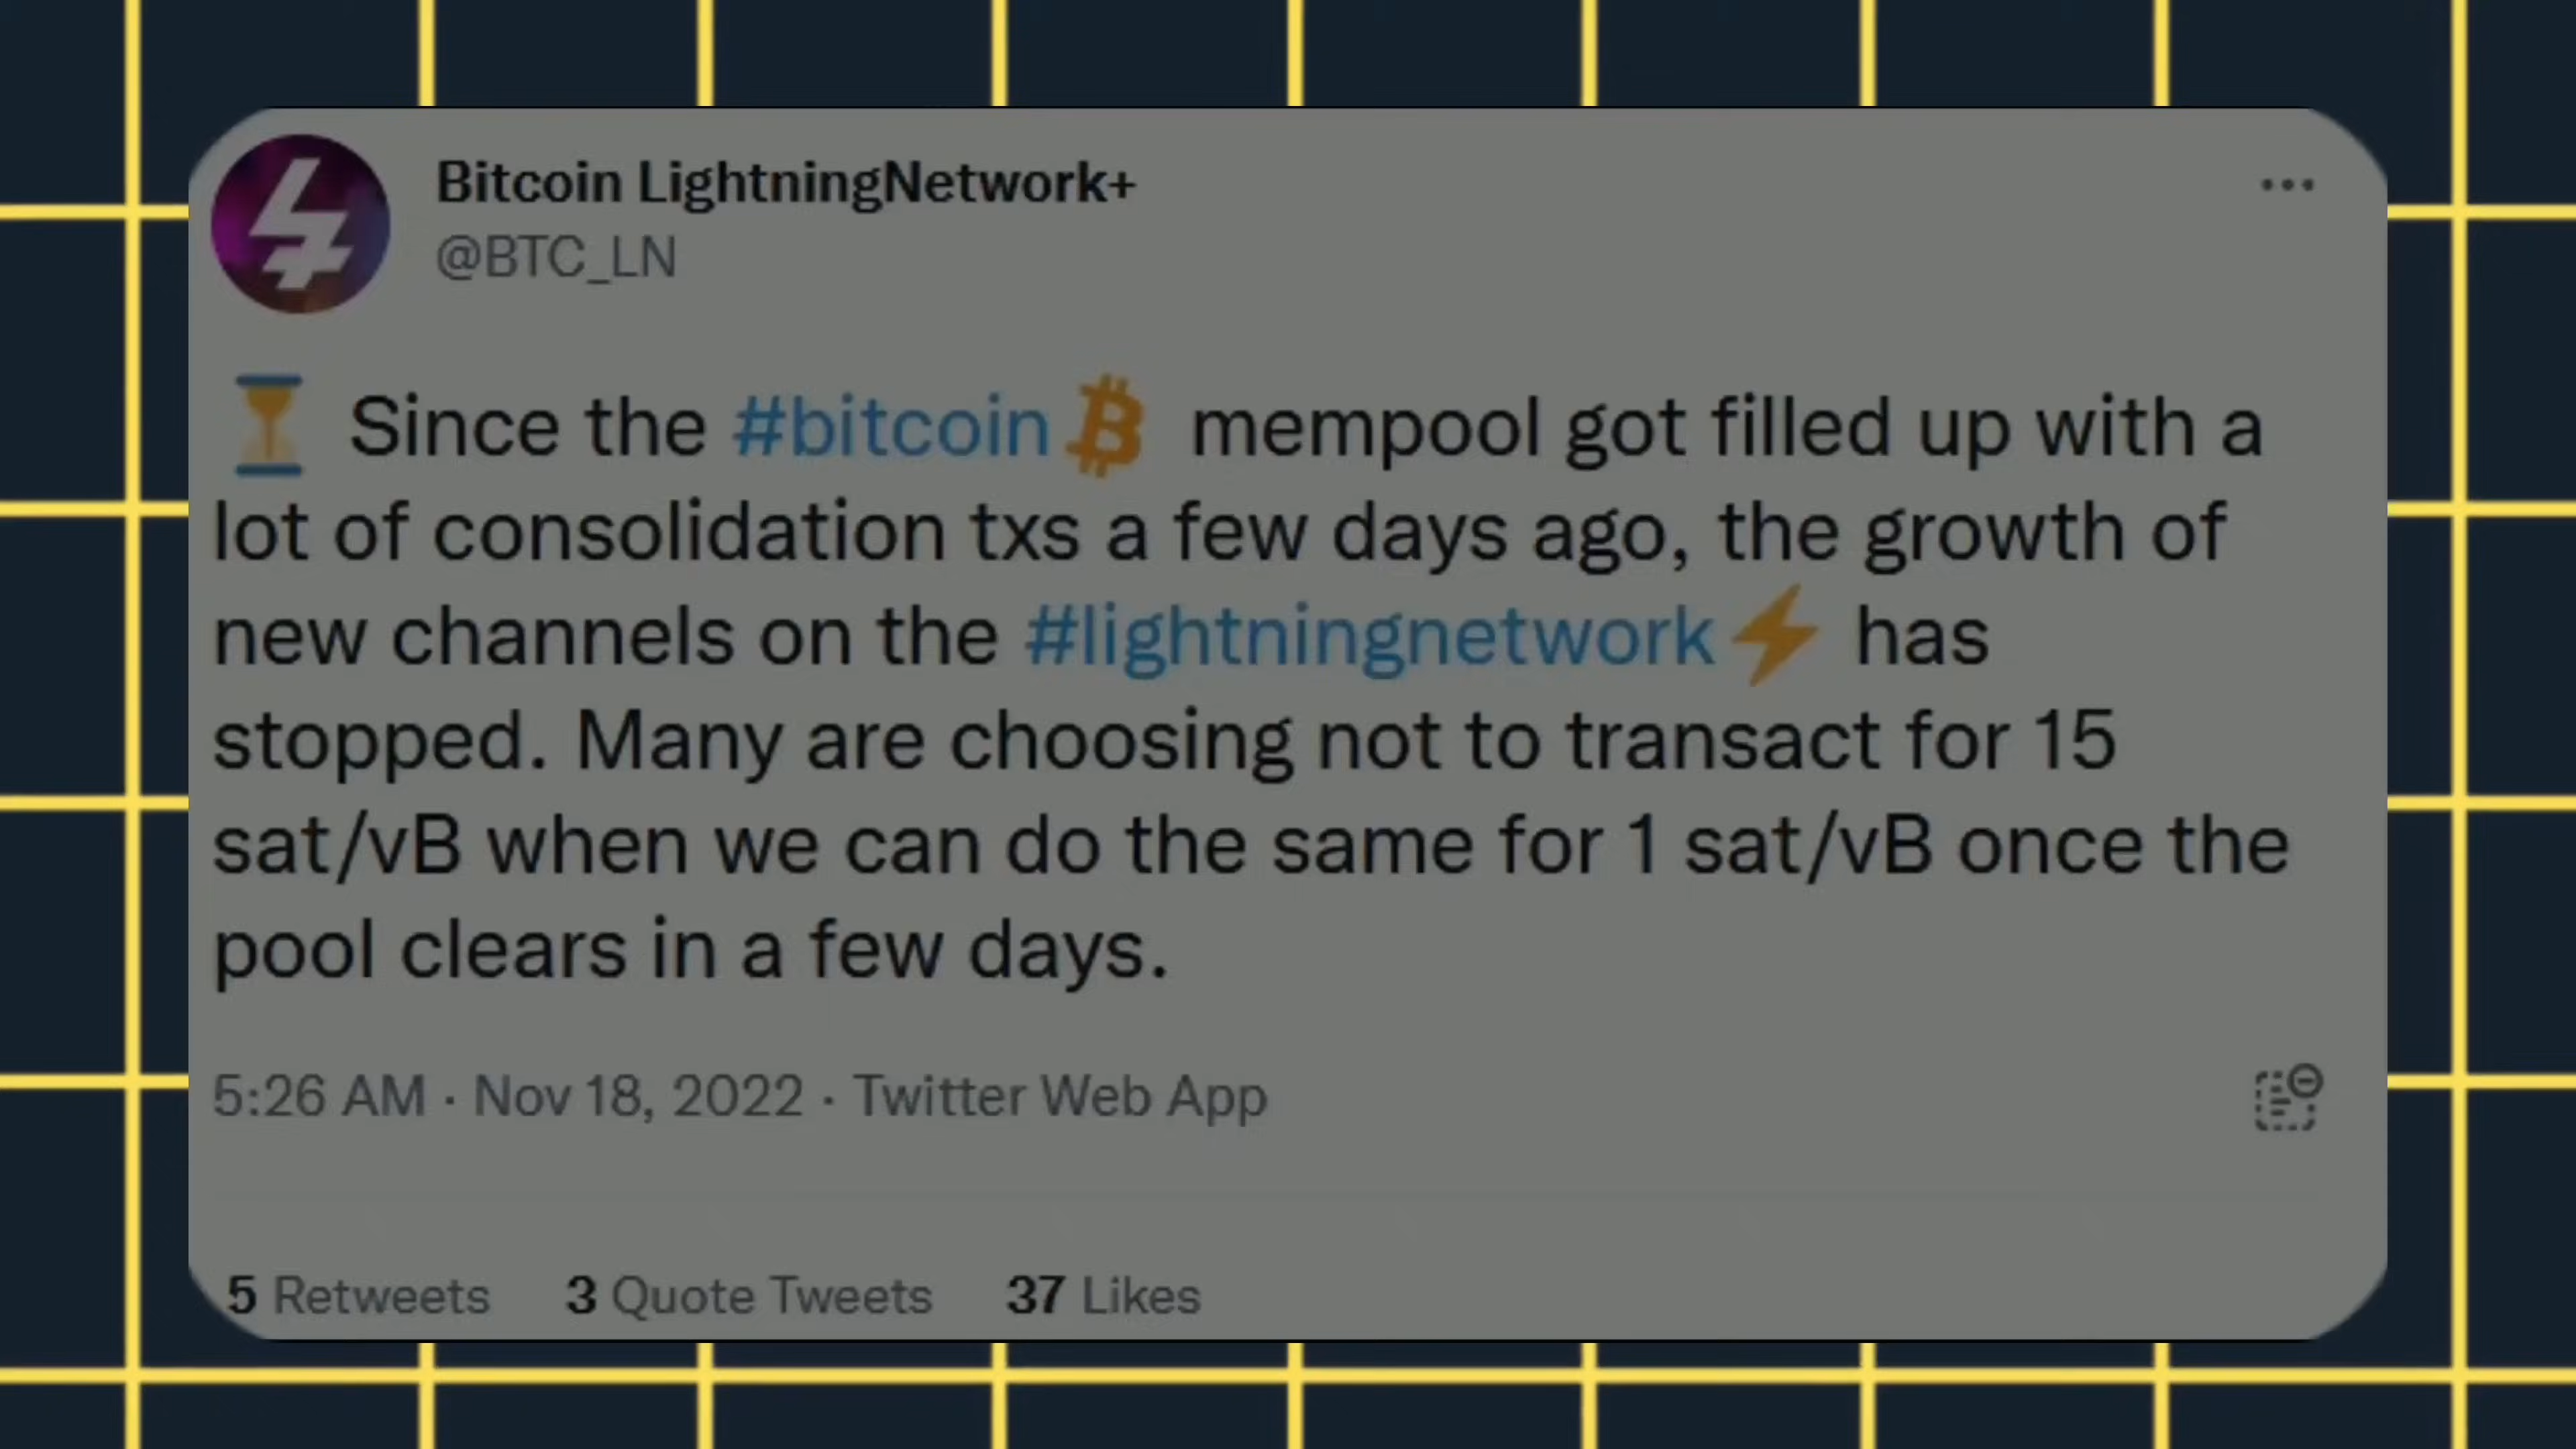 Bitcoin LightningNetwork+
@BTC_LN
⏳ Since the #bitcoin₿ mempool got filled up with a
lot of consolidation txs a few days ago, the growth of
new channels on the #lightningnetwork⚡ has
stopped. Many are choosing not to transact for 15
sat/vB when we can do the same for 1 sat/vB once the
pool clears in a few days.
5:26 AM · Nov 18, 2022 · Twitter Web App
5 Retweets 3 Quote Tweets 37 Likes